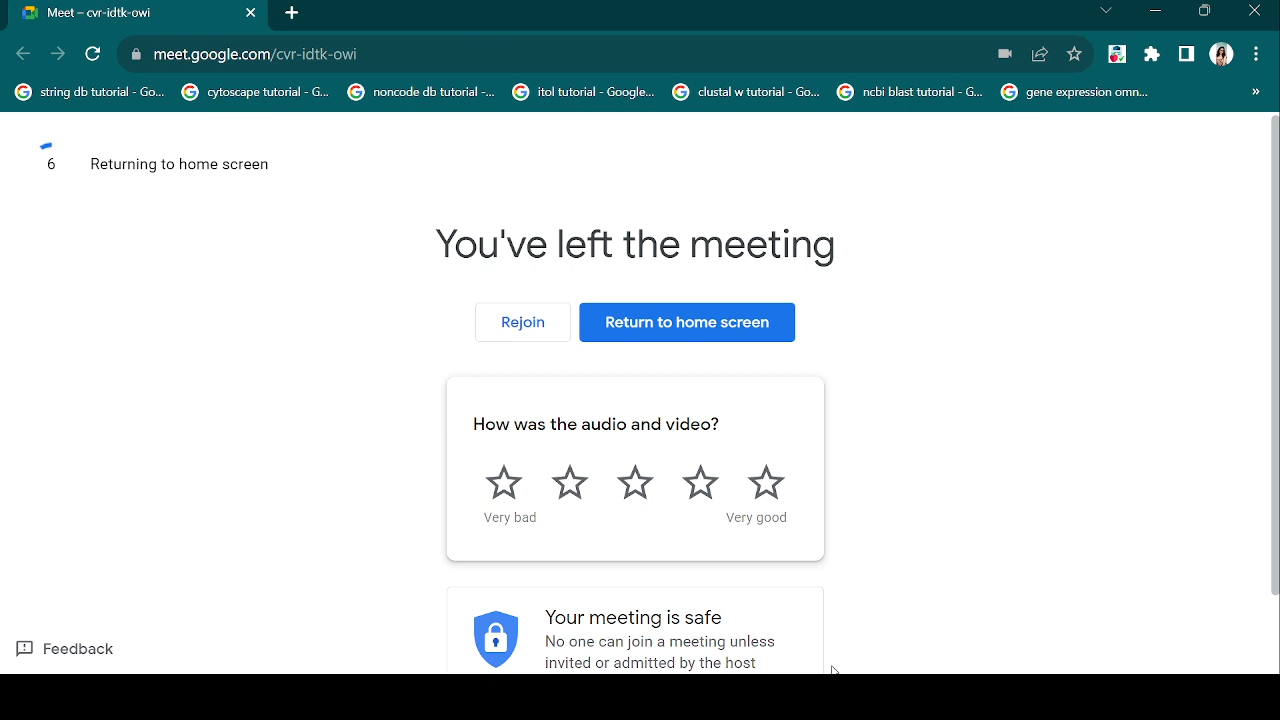 Meet – cvr-idtk-owi
meet.google.com/cvr-idtk-owi
string db tutorial - Go...
cytoscape tutorial - G...
noncode db tutorial -...
itol tutorial - Google...
clustal w tutorial - Go...
ncbi blast tutorial - G...
gene expression omn...
»
6 Returning to home screen
You've left the meeting
Rejoin
Return to home screen
How was the audio and video?
Very bad
Very good
Your meeting is safe
No one can join a meeting unless
invited or admitted by the host
Feedback